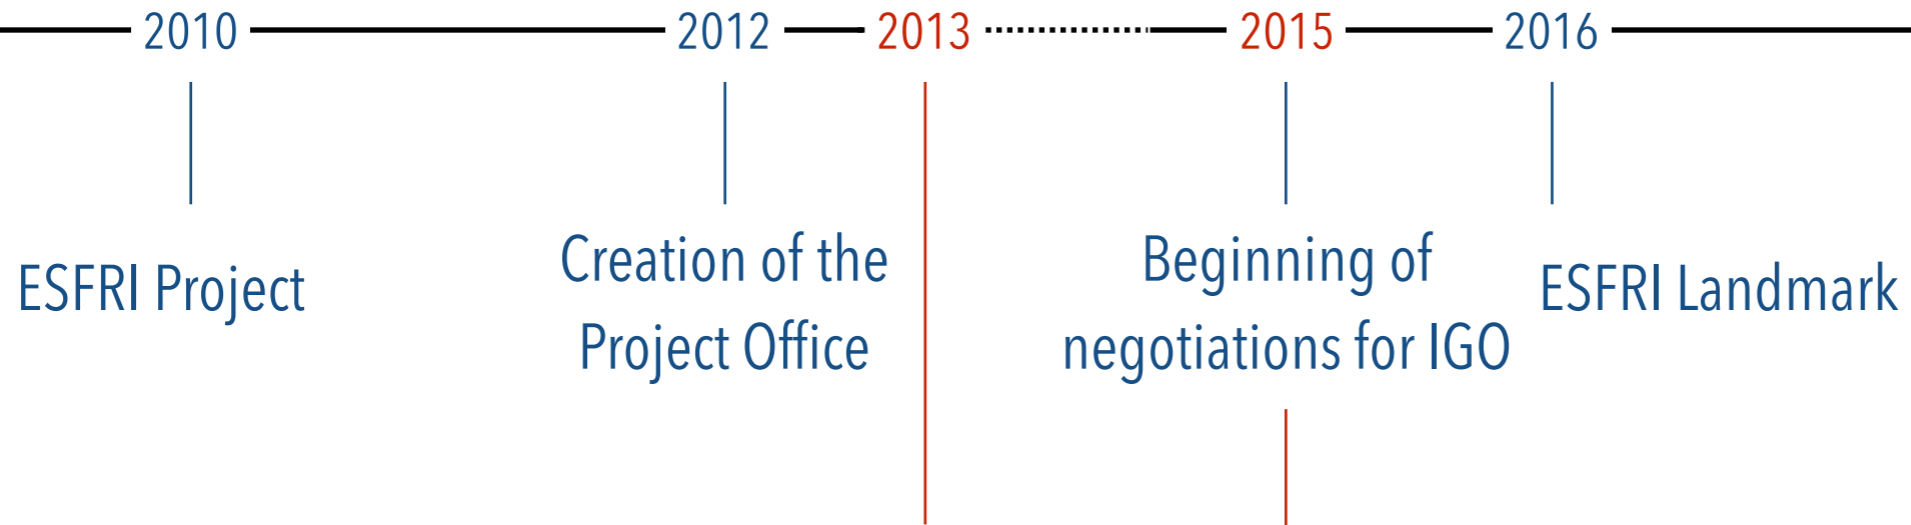 2010
2012
2013
2015
2016
ESFRI Project
Creation of the
Project Office
Beginning of
negotiations for IGO
ESFRI Landmark